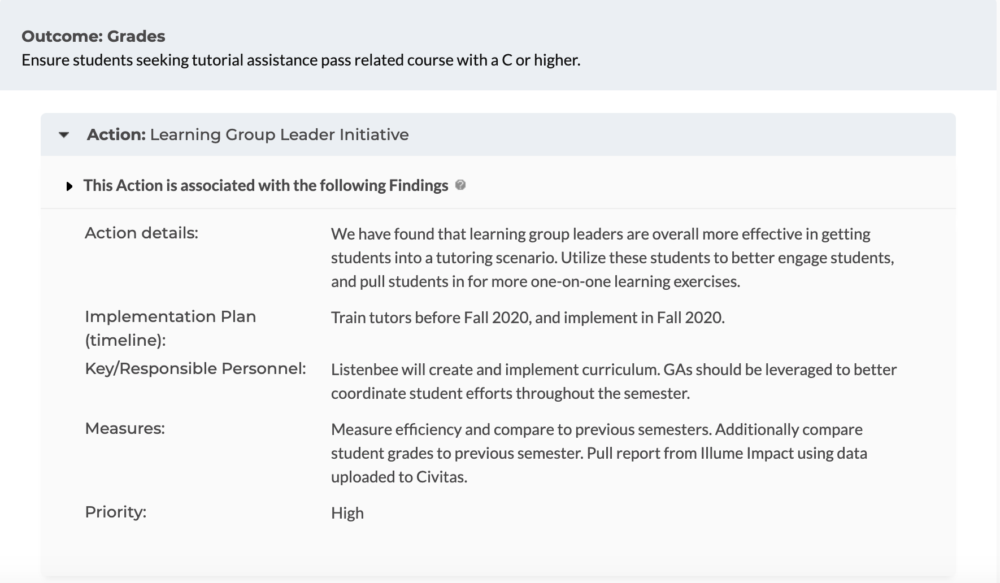 Outcome: Grades
Ensure students seeking tutorial assistance pass related course with a C or higher.
Action: Learning Group Leader Initiative
This Action is associated with the following Findings
Action details:
We have found that learning group leaders are overall more effective in getting
students into a tutoring scenario. Utilize these students to better engage students,
and pull students in for more one-on-one learning exercises.
Implementation Plan
(timeline):
Train tutors before Fall 2020, and implement in Fall 2020.
Key/Responsible Personnel:
Listenbee will create and implement curriculum. GAs should be leveraged to better
coordinate student efforts throughout the semester.
Measures:
Measure efficiency and compare to previous semesters. Additionally compare
student grades to previous semester. Pull report from Illume Impact using data
uploaded to Civitas.
Priority:
High